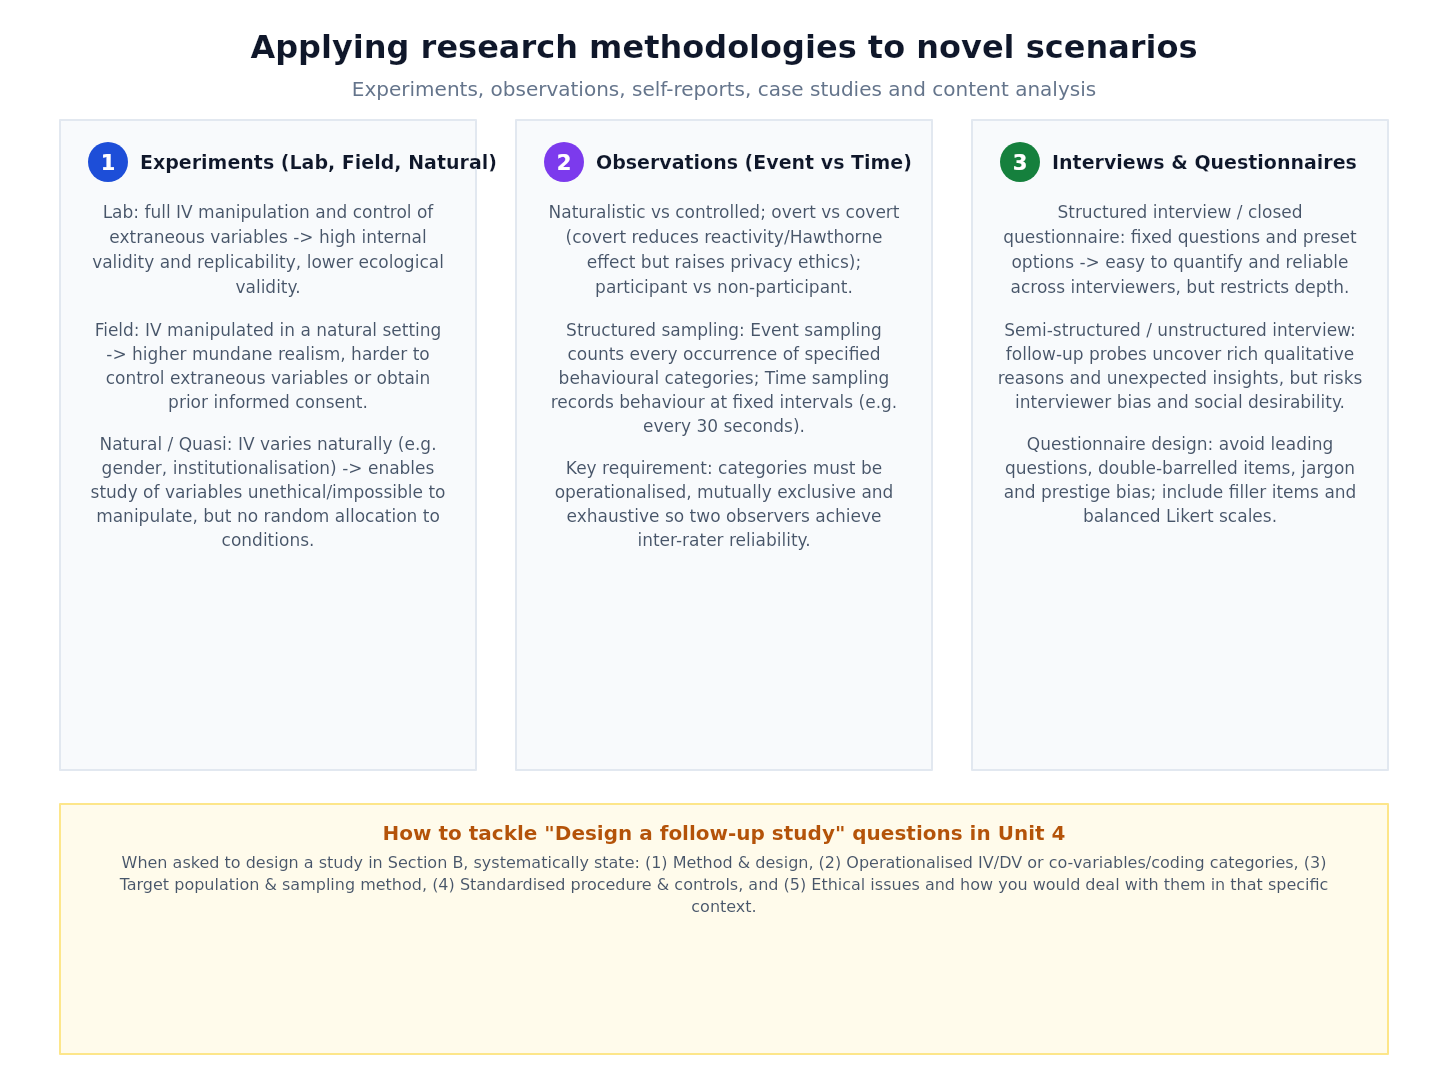 Applying research methodologies to novel scenarios
Experiments, observations, self-reports, case studies and content analysis
1 Experiments (Lab, Field, Natural)
Lab: full IV manipulation and control of
extraneous variables -> high internal
validity and replicability, lower ecological
validity.
Field: IV manipulated in a natural setting
-> higher mundane realism, harder to
control extraneous variables or obtain
prior informed consent.
Natural / Quasi: IV varies naturally (e.g.
gender, institutionalisation) -> enables
study of variables unethical/impossible to
manipulate, but no random allocation to
conditions.
2 Observations (Event vs Time)
Naturalistic vs controlled; overt vs covert
(covert reduces reactivity/Hawthorne
effect but raises privacy ethics);
participant vs non-participant.
Structured sampling: Event sampling
counts every occurrence of specified
behavioural categories; Time sampling
records behaviour at fixed intervals (e.g.
every 30 seconds).
Key requirement: categories must be
operationalised, mutually exclusive and
exhaustive so two observers achieve
inter-rater reliability.
3 Interviews & Questionnaires
Structured interview / closed
questionnaire: fixed questions and preset
options -> easy to quantify and reliable
across interviewers, but restricts depth.
Semi-structured / unstructured interview:
follow-up probes uncover rich qualitative
reasons and unexpected insights, but risks
interviewer bias and social desirability.
Questionnaire design: avoid leading
questions, double-barrelled items, jargon
and prestige bias; include filler items and
balanced Likert scales.
How to tackle "Design a follow-up study" questions in Unit 4
When asked to design a study in Section B, systematically state: (1) Method & design, (2) Operationalised IV/DV or co-variables/coding categories, (3)
Target population & sampling method, (4) Standardised procedure & controls, and (5) Ethical issues and how you would deal with them in that specific
context.